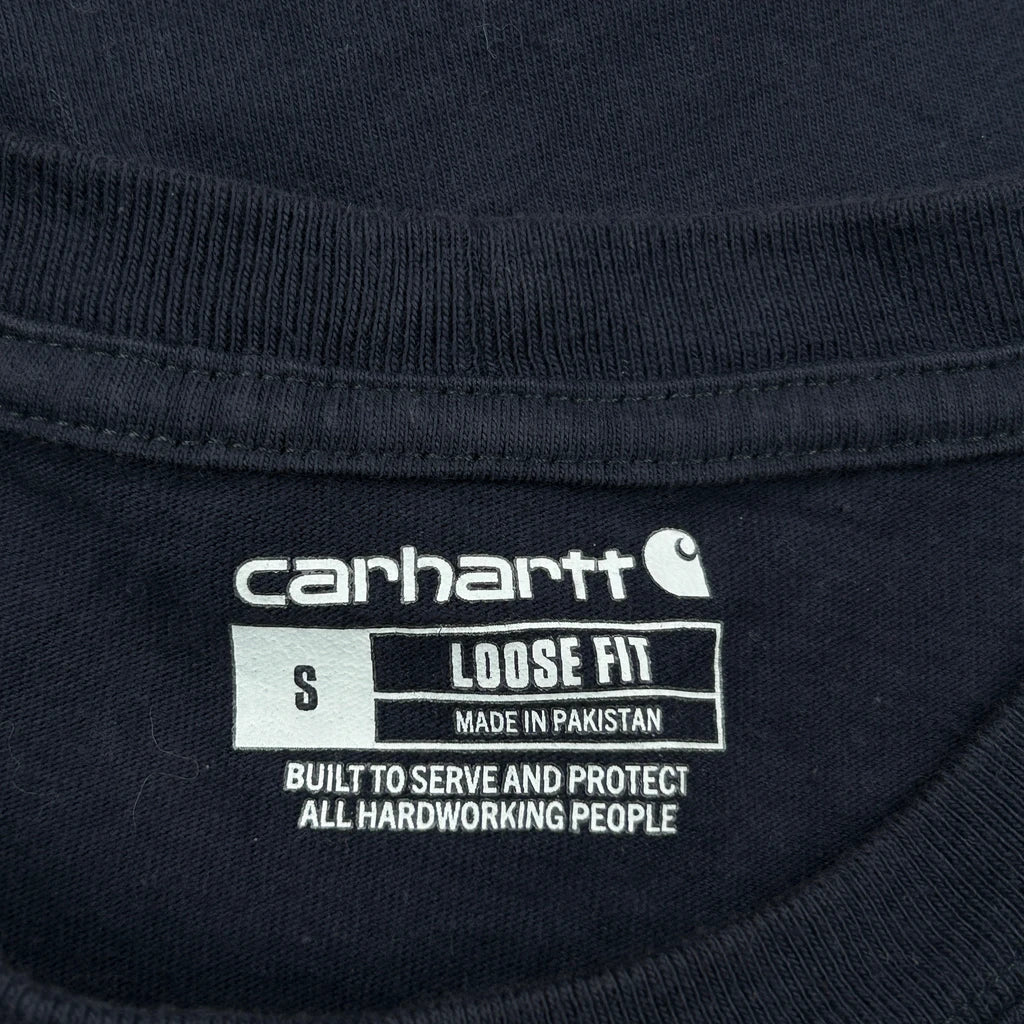 carhartt
S
LOOSE FIT
MADE IN PAKISTAN
BUILT TO SERVE AND PROTECT
ALL HARDWORKING PEOPLE